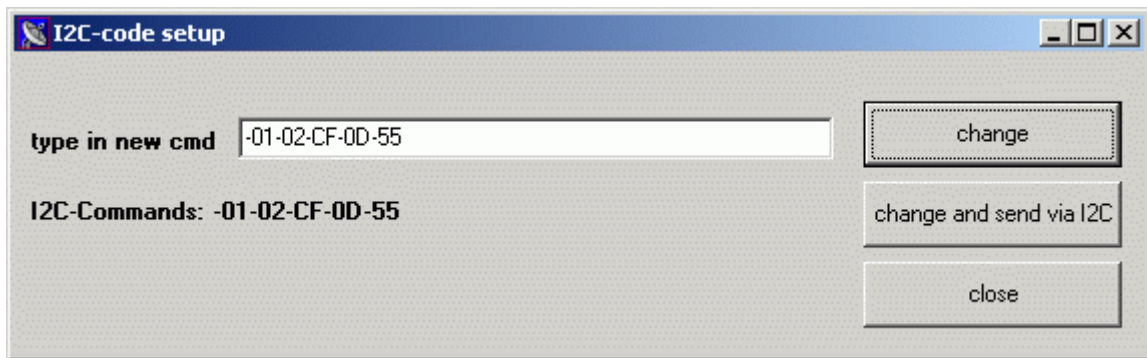 I2C-code setup
type in new cmd -01-02-CF-0D-55
change
I2C-Commands: -01-02-CF-0D-55
change and send via I2C
close